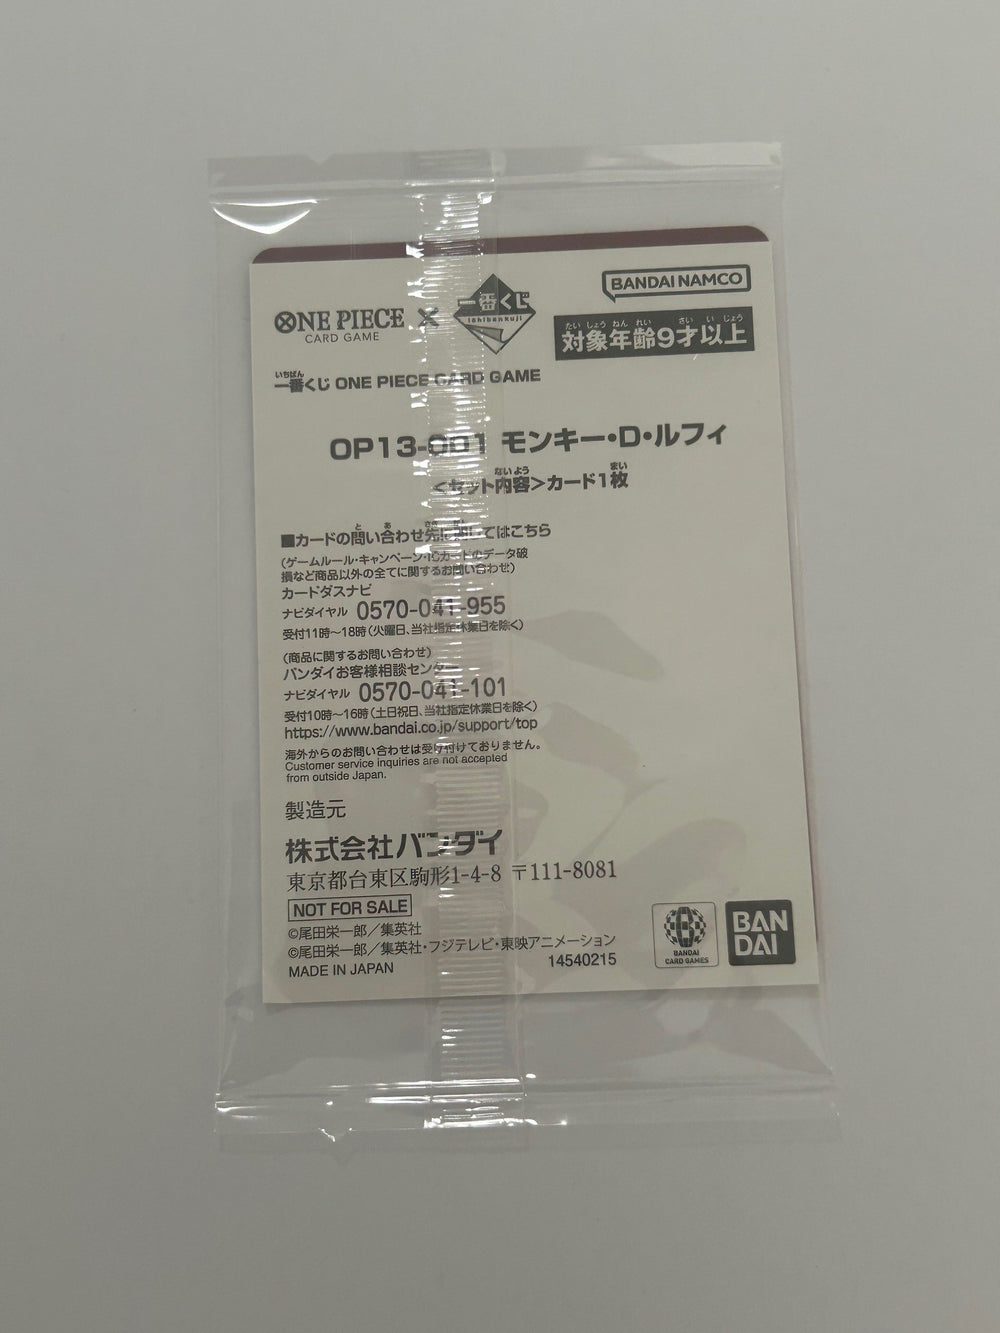 BANDAI NAMCO
ONE PIECE
CARD GAME
×
一番くじ
ichibankuji
たいしょうねんれい さい いじょう
対象年齢9才以上
いちばん
一番くじ ONE PIECE CARD GAME
OP13-001 モンキー・D・ルフィ
ないよう まい
<セット内容>カード1枚
と あ さき
■カードの問い合わせ先に関してはこちら
(ゲームルール・キャンペーン・ICカードのデータ破
損など商品以外の全てに関するお問い合わせ)
カードダスナビ
ナビダイヤル 0570-041-955
受付11時~18時(火曜日、当社指定休業日を除く)
(商品に関するお問い合わせ)
バンダイお客様相談センター
ナビダイヤル 0570-041-101
受付10時~16時(土日祝日、当社指定休業日を除く)
https://www.bandai.co.jp/support/top
海外からのお問い合わせは受け付けておりません。
Customer service inquiries are not accepted
from outside Japan.
製造元
株式会社バンダイ
東京都台東区駒形1-4-8 〒111-8081
NOT FOR SALE
©尾田栄一郎/集英社
©尾田栄一郎/集英社・フジテレビ・東映アニメーション
MADE IN JAPAN
14540215
BANDAI
CARD GAMES
BAN
DAI